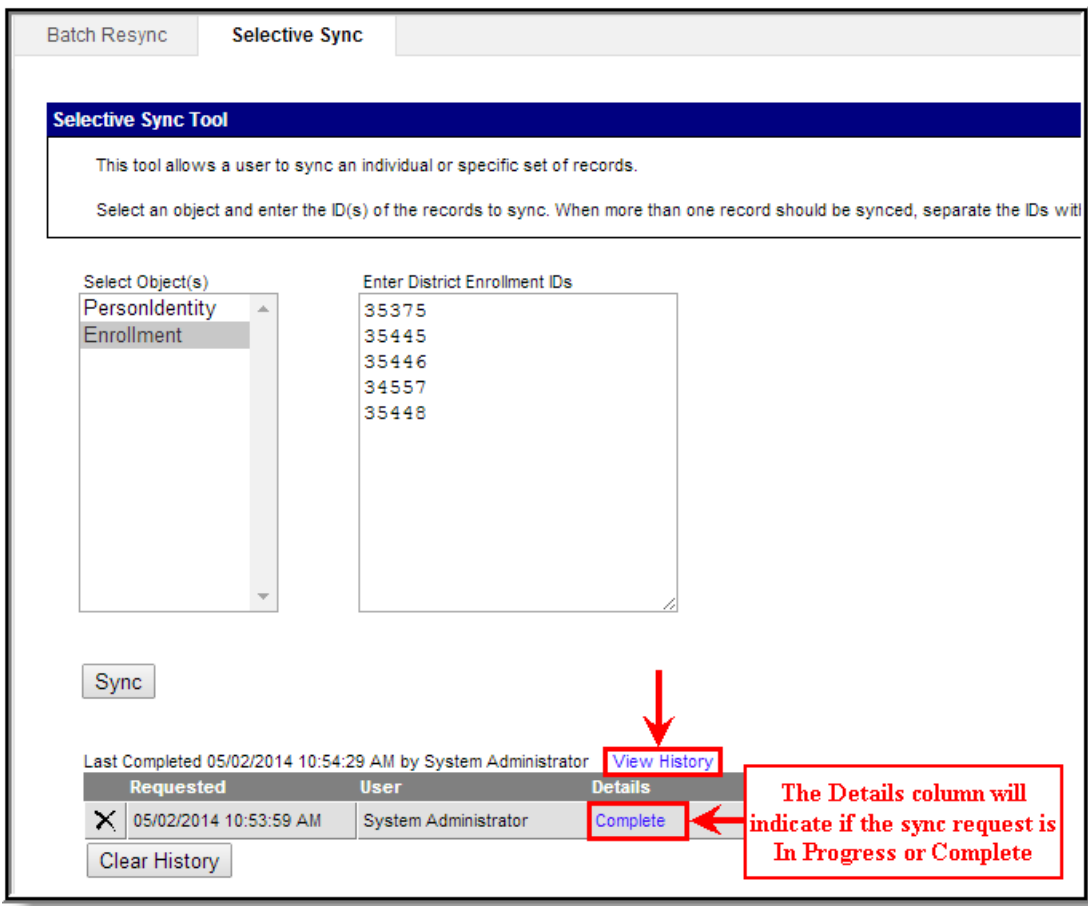 Batch Resync
Selective Sync
Selective Sync Tool
This tool allows a user to sync an individual or specific set of records.
Select an object and enter the ID(s) of the records to sync. When more than one record should be synced, separate the IDs with
Select Object(s)
PersonIdentity
Enrollment
Enter District Enrollment IDs
35375
35445
35446
34557
35448
Sync
Last Completed 05/02/2014 10:54:29 AM by System Administrator View History
Requested User Details
X 05/02/2014 10:53:59 AM System Administrator Complete
Clear History
The Details column will
indicate if the sync request is
In Progress or Complete